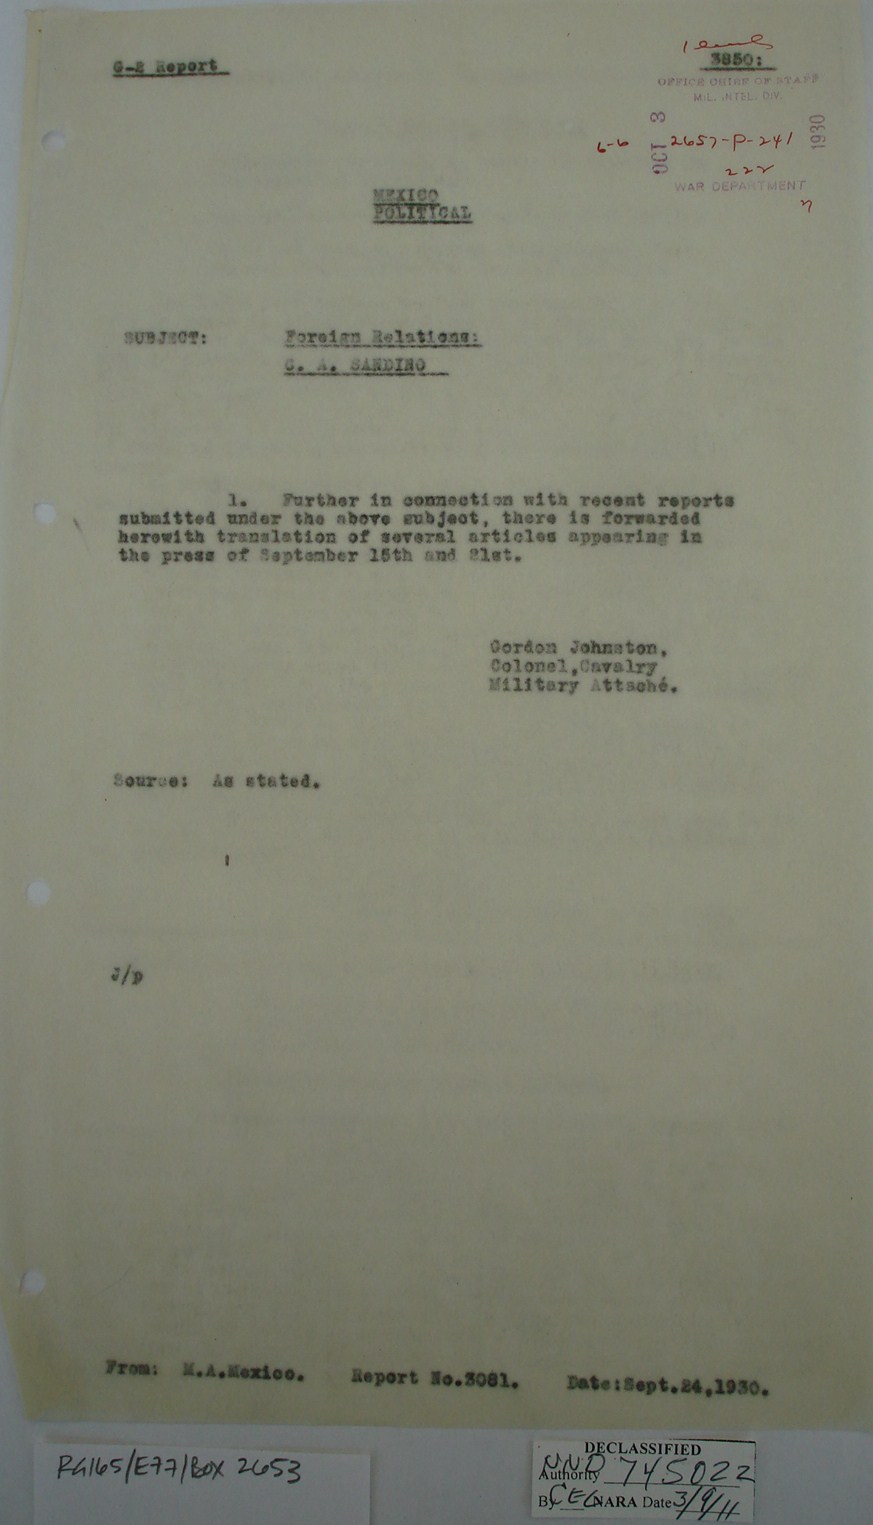 G-2 Report
3850:
OFFICE CHIEF OF STAFF
MIL. INTEL. DIV.
OCT 3 1930
6-6 2657-P-241
222
WAR DEPARTMENT
MEXICO
POLITICAL
SUBJECT: Foreign Relations:
C. A. SANDINO
1. Further in connection with recent reports
submitted under the above subject, there is forwarded
herewith translation of several articles appearing in
the press of September 15th and 21st.
Gordon Johnston,
Colonel,Cavalry
Military Attaché.
Source: As stated.
J/p
From: M.A.Mexico. Report No.3081. Date:Sept.24,1930.
RG165/E77/Box 2653
DECLASSIFIED
Authority NND 745022
By CEC NARA Date 3/9/11